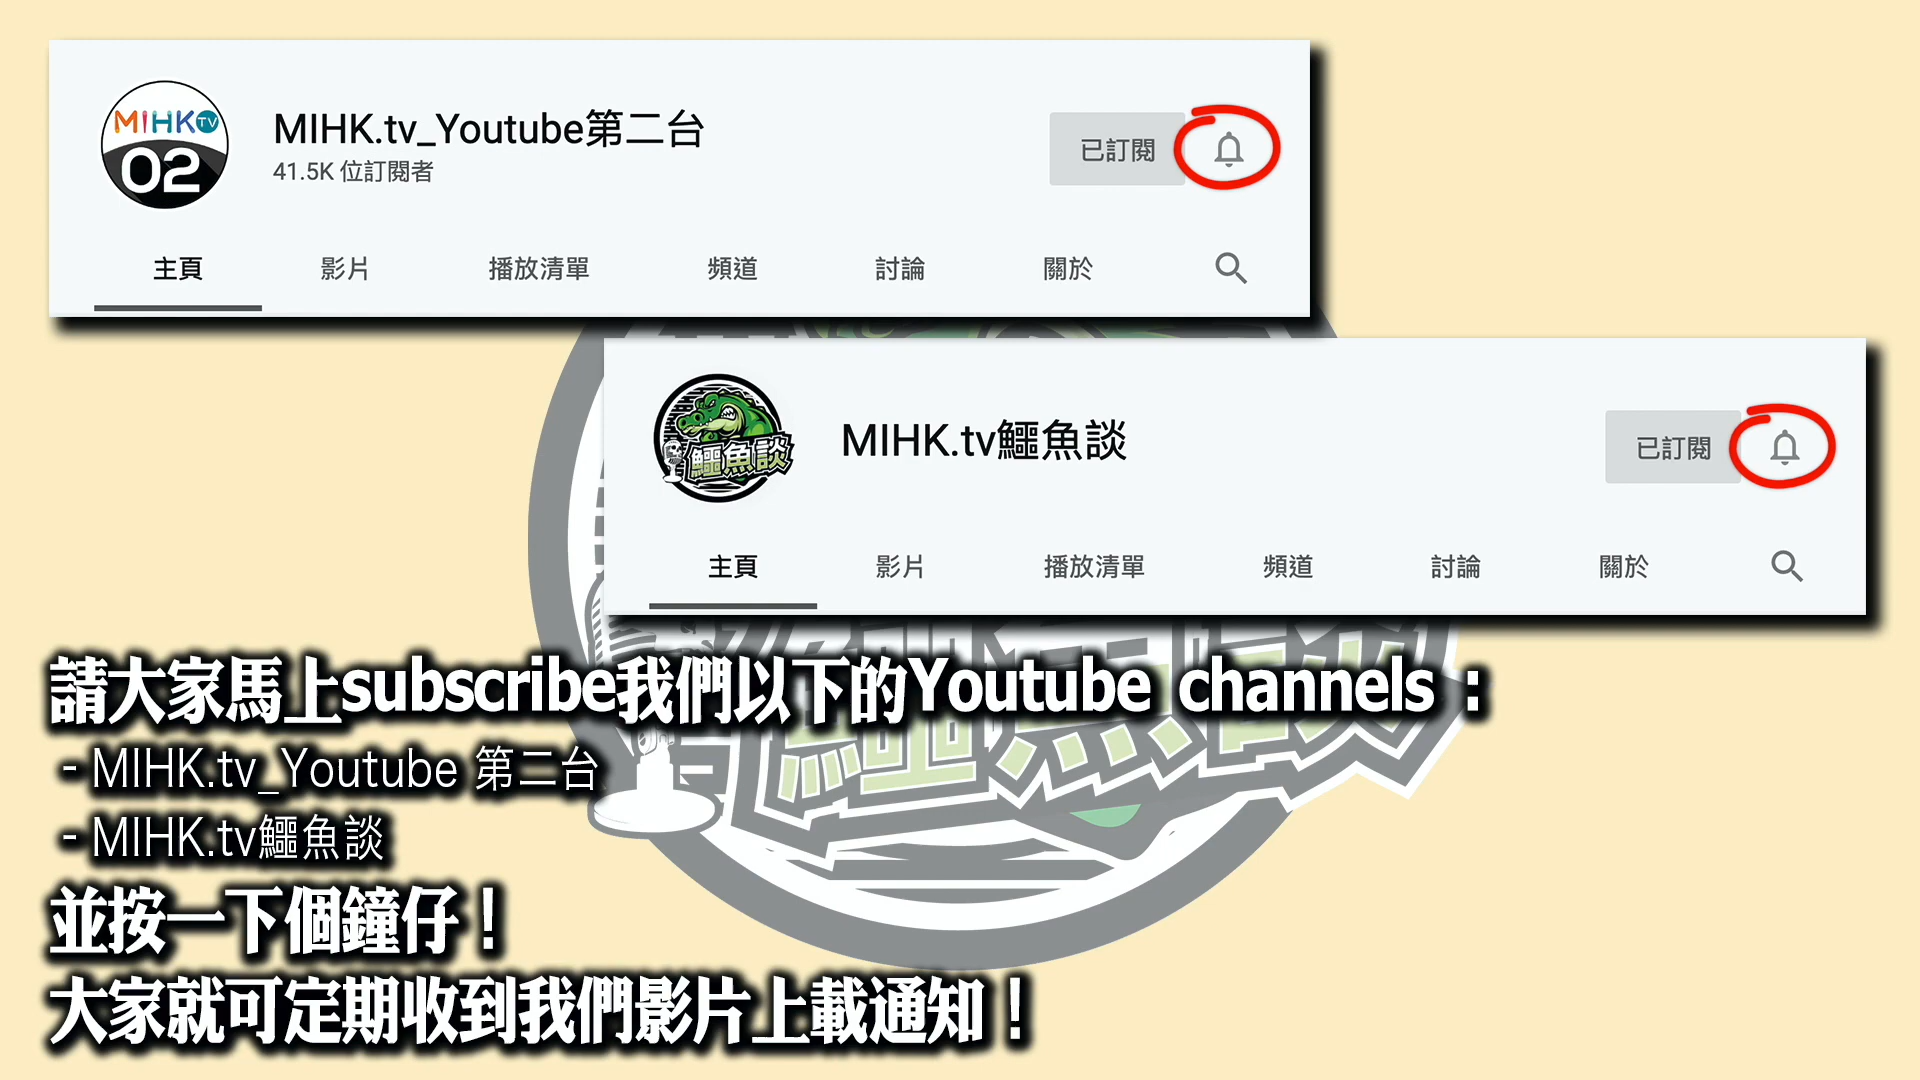 MIHK TV
02
MIHK.tv_Youtube第二台
41.5K 位訂閱者
已訂閱
主頁 影片 播放清單 頻道 討論 關於
鱷魚談
MIHK.tv鱷魚談
已訂閱
主頁 影片 播放清單 頻道 討論 關於
鱷魚談
請大家馬上subscribe我們以下的Youtube channels：
- MIHK.tv_Youtube 第二台
- MIHK.tv鱷魚談
並按一下個鐘仔！
大家就可定期收到我們影片上載通知！